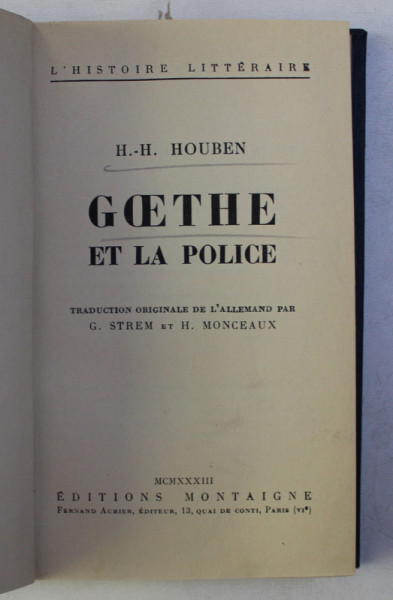 L'HISTOIRE LITTÉRAIRE
H.-H. HOUBEN
GŒTHE
ET LA POLICE
TRADUCTION ORIGINALE DE L'ALLEMAND PAR
G. STREM ET H. MONCEAUX
MCMXXXIII
ÉDITIONS MONTAIGNE
FERNAND AUBIER, ÉDITEUR, 13, QUAI DE CONTI, PARIS (VIᵉ)